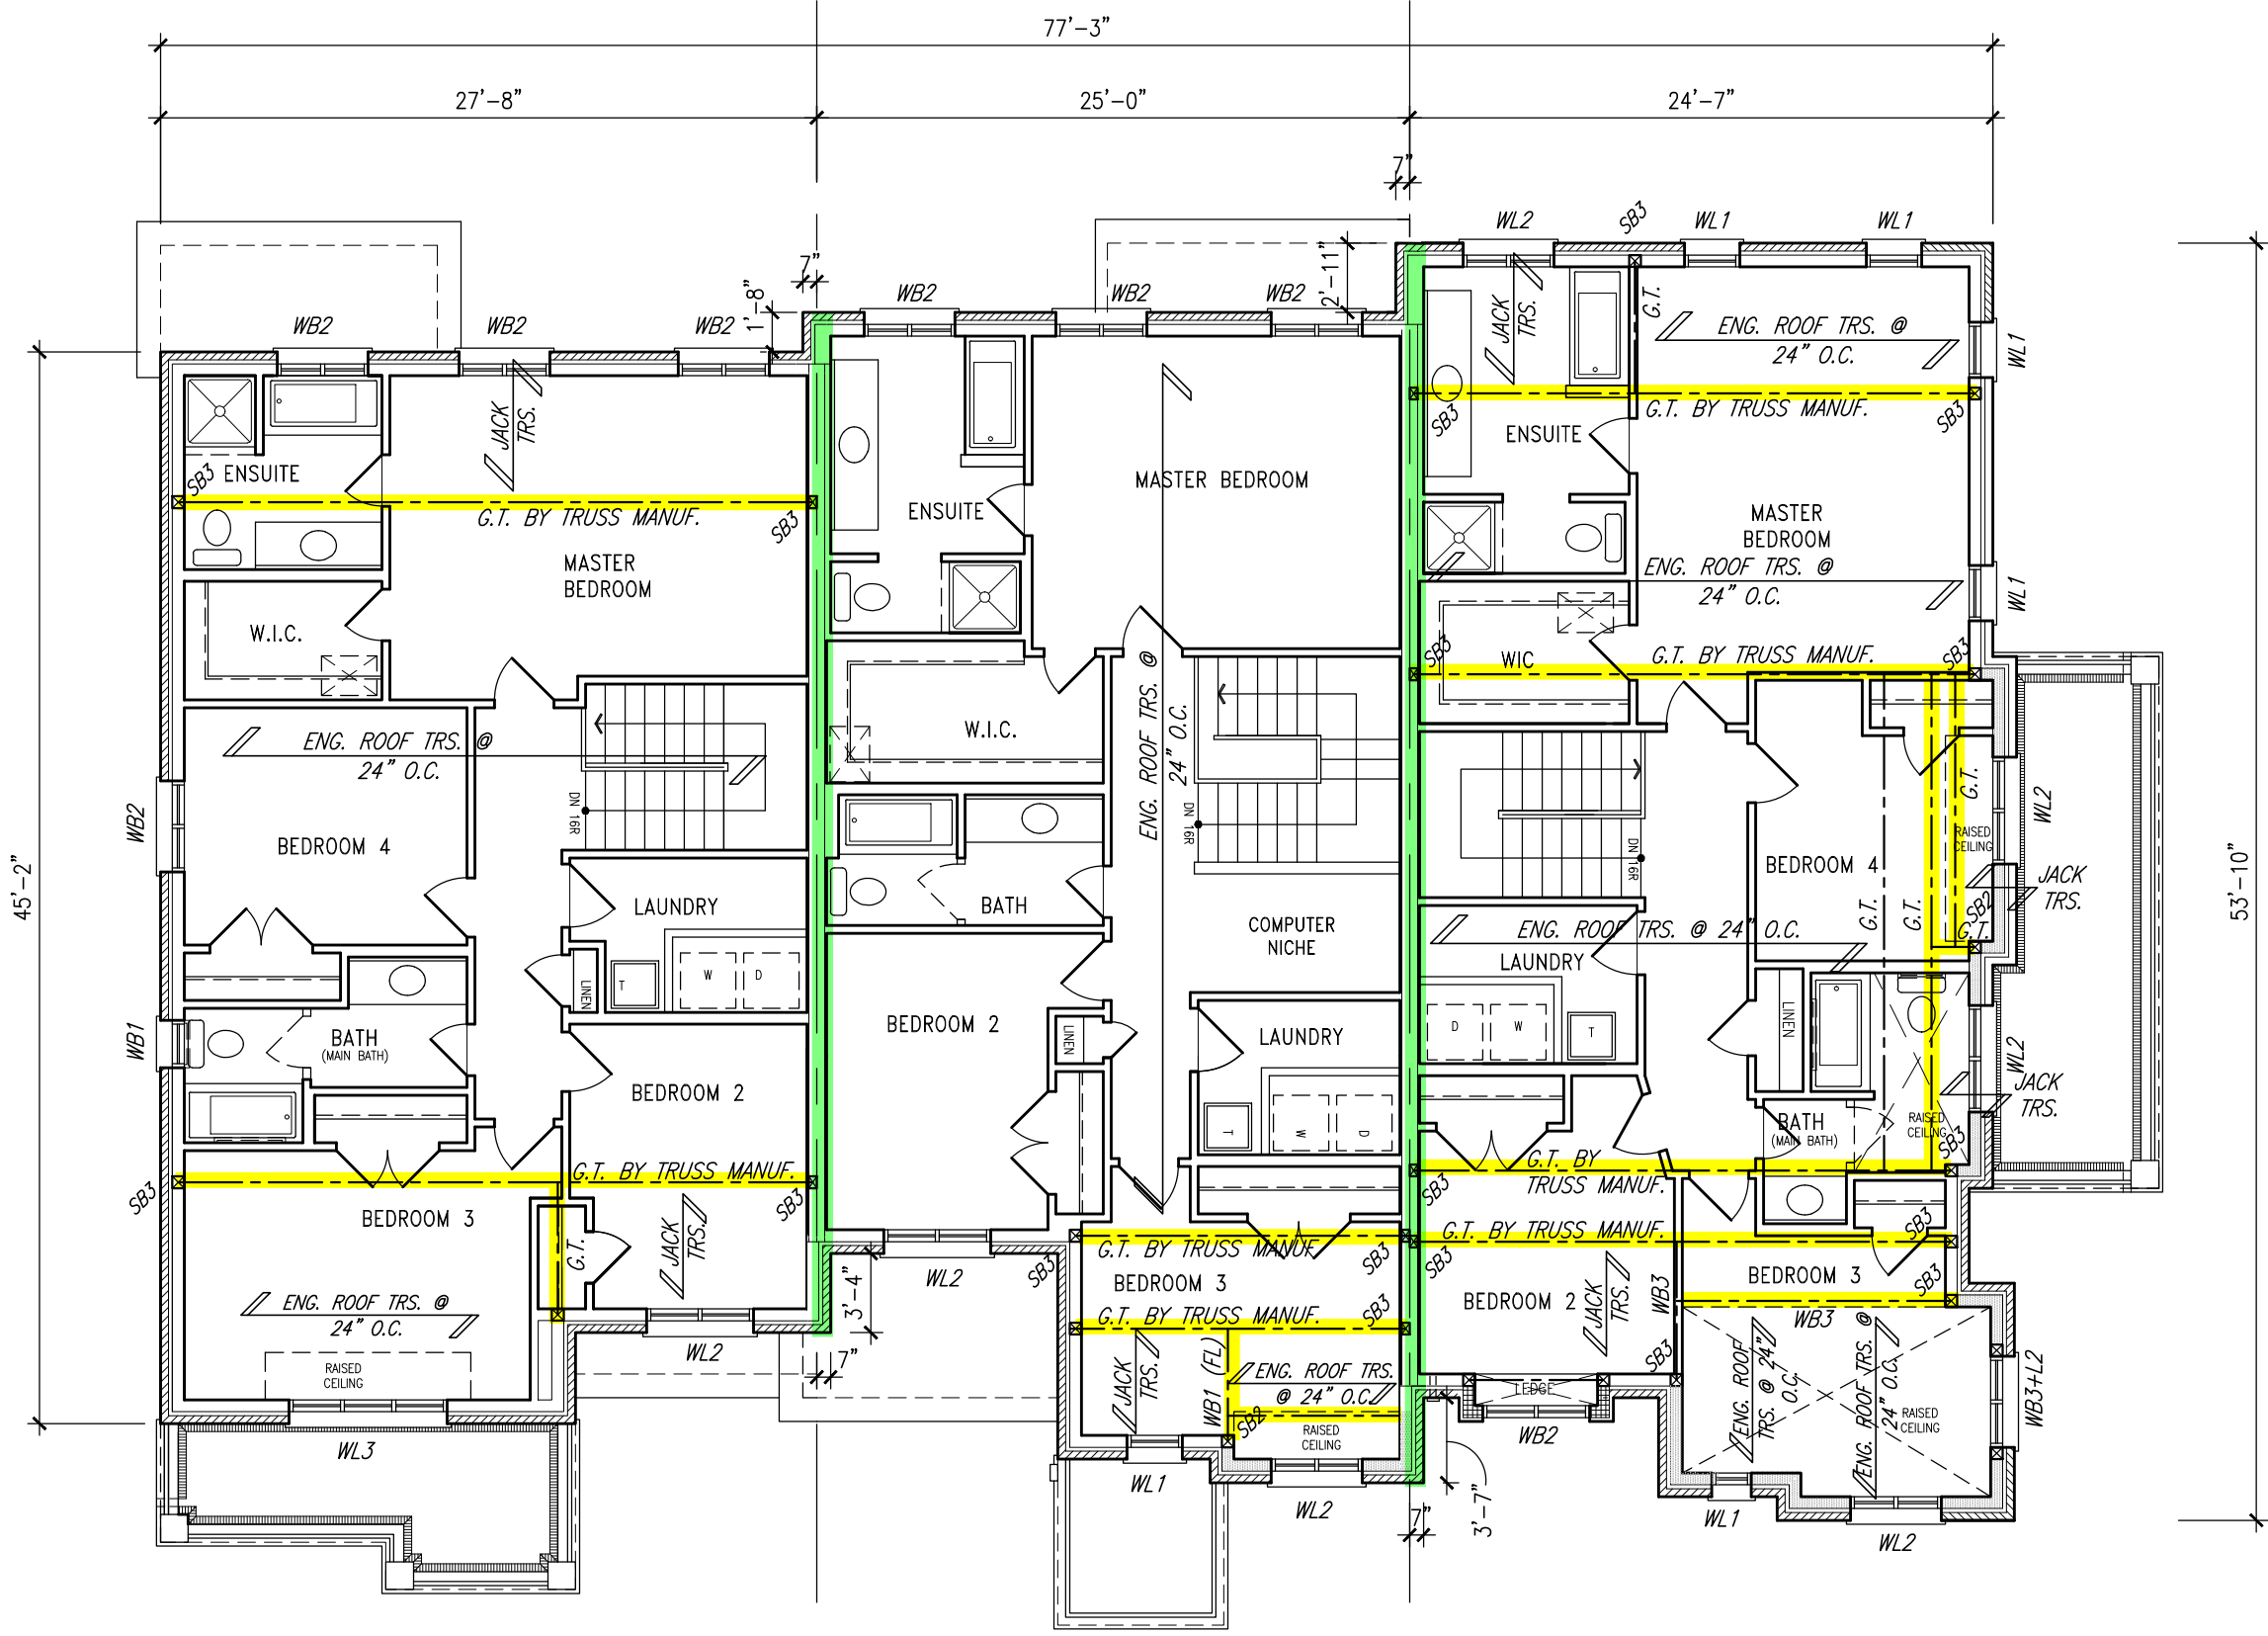 77'-3"
27'-8"
25'-0"
24'-7"
7"
7"
WL2
SB3
WL1
WL1
1'-8"
2'-11"
WB2
WB2
WB2
WB2
WB2
WB2
JACK
TRS.
G.T.
ENG. ROOF TRS. @
24" O.C.
WL1
G.T. BY TRUSS MANUF.
SB3
SB3
ENSUITE
JACK
TRS.
SB3
ENSUITE
G.T. BY TRUSS MANUF.
SB3
MASTER
BEDROOM
W.I.C.
MASTER BEDROOM
ENSUITE
MASTER
BEDROOM
ENG. ROOF TRS. @
24" O.C.
WL1
WIC
G.T. BY TRUSS MANUF.
SB3
SB3
W.I.C.
ENG. ROOF TRS. @
24" O.C.
ENG. ROOF TRS. @
24" O.C.
DN 16R
DN 16R
DN 16R
WB2
45'-2"
53'-10"
BEDROOM 4
BEDROOM 4
G.T.
RAISED
CEILING
WL2
JACK
TRS.
SB2
G.T.
G.T.
G.T.
LAUNDRY
BATH
COMPUTER
NICHE
ENG. ROOF TRS. @ 24" O.C.
LAUNDRY
T
W
D
LINEN
WB1
BATH
(MAIN BATH)
BEDROOM 2
LINEN
LAUNDRY
D
W
T
LINEN
WL2
JACK
TRS.
BEDROOM 2
T
W
D
BATH
(MAIN BATH)
RAISED
CEILING
SB3
G.T. BY TRUSS MANUF.
SB3
SB3
BEDROOM 3
G.T.
JACK
TRS.
G.T. BY
TRUSS MANUF.
SB3
G.T. BY TRUSS MANUF.
SB3
SB3
G.T. BY TRUSS MANUF.
SB3
SB3
BEDROOM 3
G.T. BY TRUSS MANUF.
SB3
WL2
3'-4"
BEDROOM 2
JACK
TRS.
WB3
SB3
BEDROOM 3
SB3
WB3
ENG. ROOF TRS. @
24" O.C.
RAISED
CEILING
WL2
7"
JACK
TRS.
WB1 (FL)
ENG. ROOF TRS.
@ 24" O.C.
SB2
RAISED
CEILING
LEDGE
WB2
ENG. ROOF
TRS. @ 24"
O.C.
ENG. ROOF TRS. @
24" O.C.
RAISED
CEILING
WB3+L2
WL3
WL1
WL2
7"
3'-7"
WL1
WL2